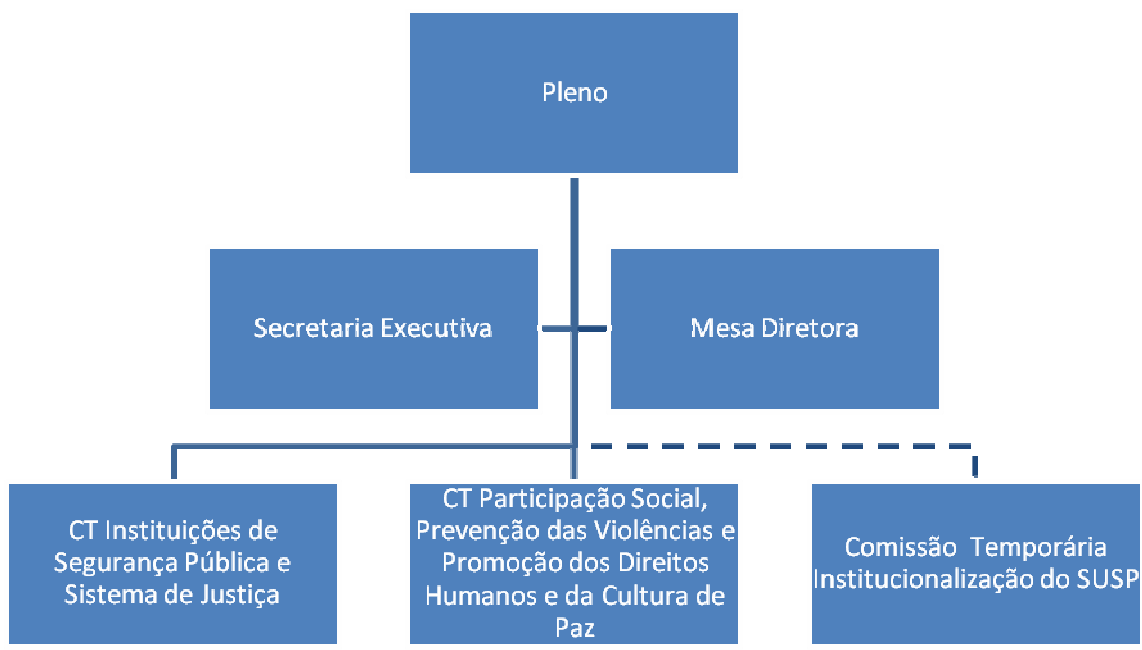 Pleno
Secretaria Executiva
Mesa Diretora
CT Instituições de
Segurança Pública e
Sistema de Justiça
CT Participação Social,
Prevenção das Violências e
Promoção dos Direitos
Humanos e da Cultura de
Paz
Comissão Temporária
Institucionalização do SUSP